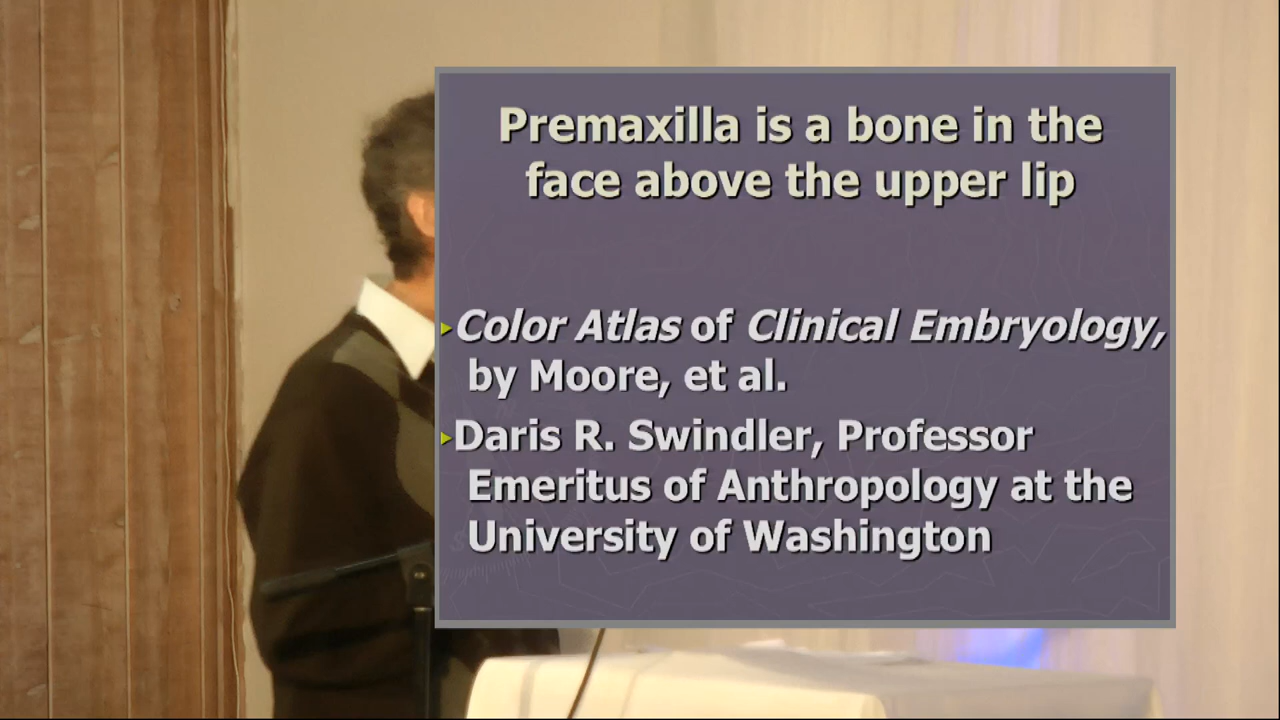 Premaxilla is a bone in the
face above the upper lip
Color Atlas of Clinical Embryology,
by Moore, et al.
Daris R. Swindler, Professor
Emeritus of Anthropology at the
University of Washington